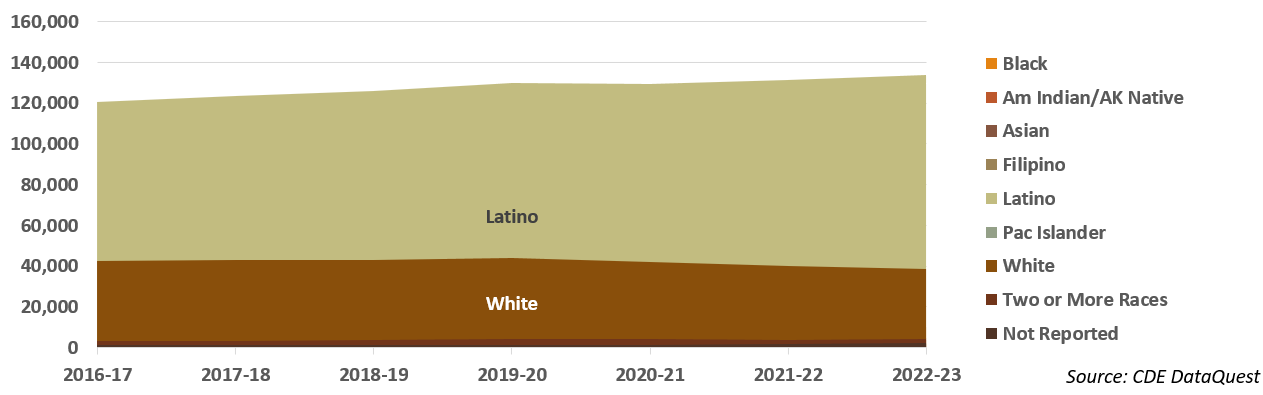 160,000
140,000
120,000
100,000
80,000
60,000
40,000
20,000
0
2016-17 2017-18 2018-19 2019-20 2020-21 2021-22 2022-23
Latino
White
Black
Am Indian/AK Native
Asian
Filipino
Latino
Pac Islander
White
Two or More Races
Not Reported
Source: CDE DataQuest